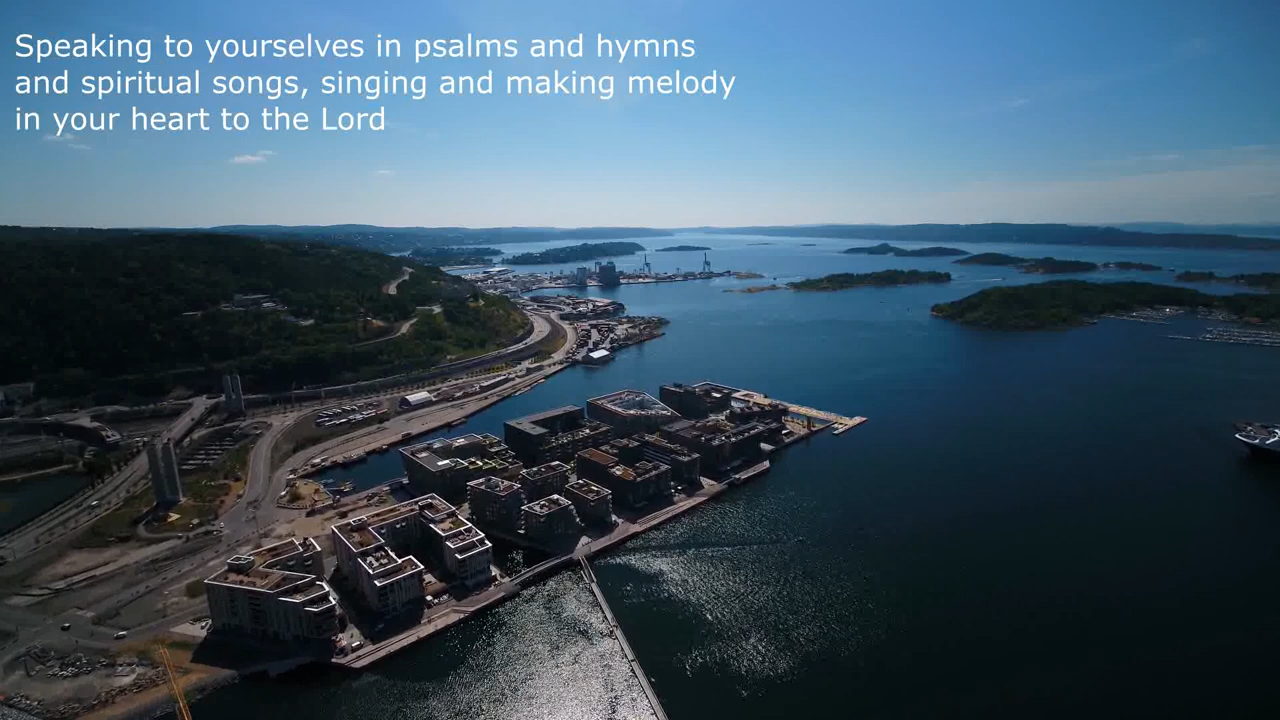 Speaking to yourselves in psalms and hymns
and spiritual songs, singing and making melody
in your heart to the Lord